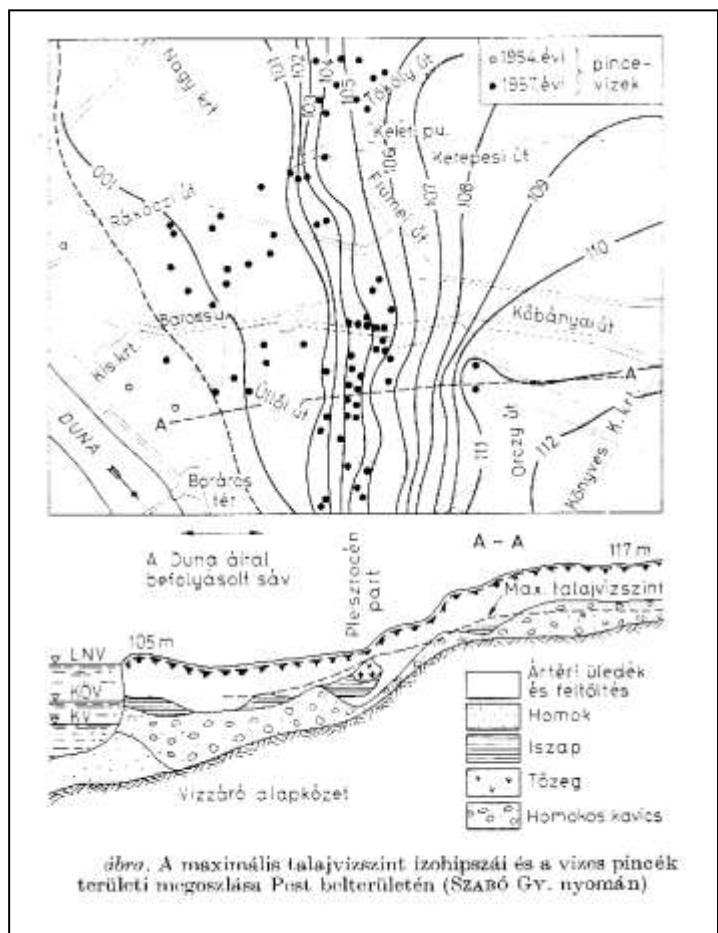 1954. évi
1957. évi
pince-
vizek
Nagy krt
101
102
103
104
105
Thököly út
Kelet. pu.
Kerepesi út
106
Fiumei út
107
108
109
100
Rákóczi út
110
Baross u.
Kőbányai út
Kis krt.
A
Üllői út
A
DUNA
Boráros
tér
111
Orczy út
112
Könyves K. krt
A Duna által
befolyásolt sáv
Pleisztocén
part
A-A
117 m
Max. talajvízszint
105 m
LNV
KÖV
KV
Vízzáró alapkőzet
Ártéri üledék
és feltöltés
Homok
Iszap
Tőzeg
Homokos kavics
ábra. A maximális talajvízszint izohipszái és a vizes pincék
területi megoszlása Pest belterületén (SZABÓ GY. nyomán)